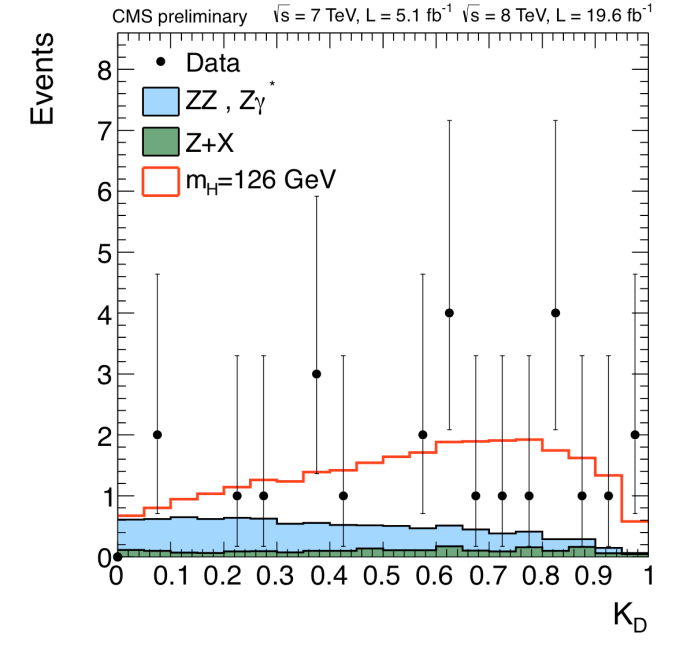 CMS preliminary √s = 7 TeV, L = 5.1 fb⁻¹ √s = 8 TeV, L = 19.6 fb⁻¹
Events
8
7
6
5
4
3
2
1
0
Data
ZZ , Zγ*
Z+X
m_H=126 GeV
0 0.1 0.2 0.3 0.4 0.5 0.6 0.7 0.8 0.9 1
K_D